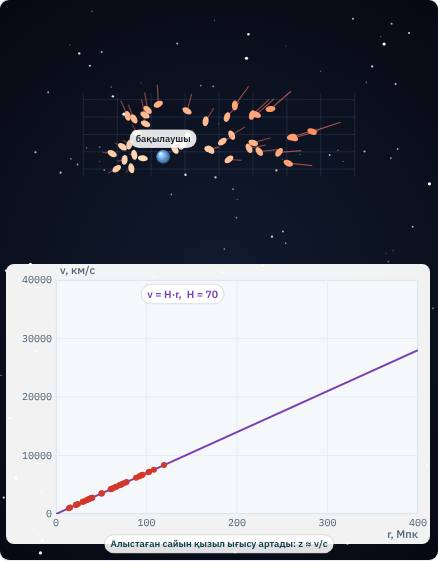 бақылаушы
v, км/с
v = H·r, H = 70
40000
30000
20000
10000
0
0 100 200 300 400
r, Мпк
Алыстаған сайын қызыл ығысу артады: z ≈ v/c